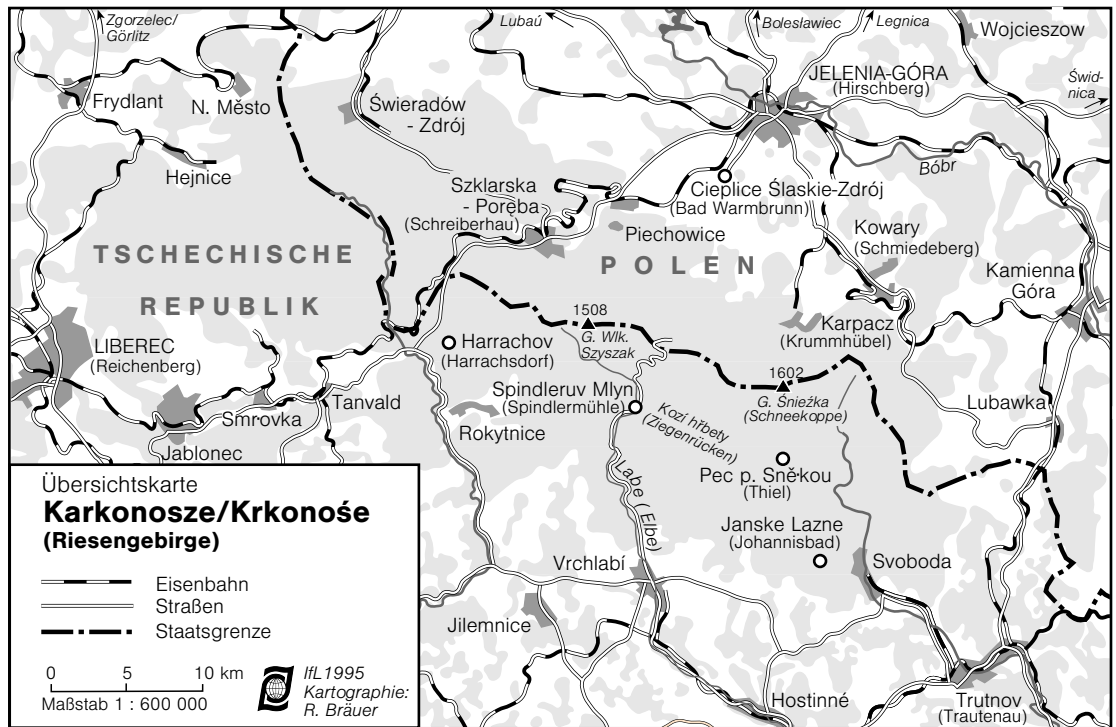 Zgorzelec/
Görlitz
Lubaú
Bolesławiec
Legnica
Wojcieszow
Świd-
nica
Frydlant
N. Město
Świeradów
- Zdrój
JELENIA-GÓRA
(Hirschberg)
Hejnice
Bóbr
Szklarska
- Poręba
(Schreiberhau)
Cieplice Ślaskie-Zdrój
(Bad Warmbrunn)
Piechowice
Kowary
(Schmiedeberg)
TSCHECHISCHE
REPUBLIK
POLEN
Kamienna
Góra
LIBEREC
(Reichenberg)
Harrachov
(Harrachsdorf)
1508
G. Wlk.
Szyszak
Karpacz
(Krummhübel)
1602
G. Śnieżka
(Schneekoppe)
Smrovka
Tanvald
Jablonec
Rokytnice
Spindleruv Mlyn
(Spindlermühle)
Kozí hřbety
(Ziegenrücken)
Lubawka
Labe (Elbe)
Pec p. Sněkou
(Thiel)
Janske Lazne
(Johannisbad)
Vrchlabí
Svoboda
Jilemnice
Hostinné
Trutnov
(Trautenau)
Übersichtskarte
Karkonosze/Krkonośe
(Riesengebirge)
Eisenbahn
Straßen
Staatsgrenze
0 5 10 km
Maßstab 1 : 600 000
IfL1995
Kartographie:
R. Bräuer